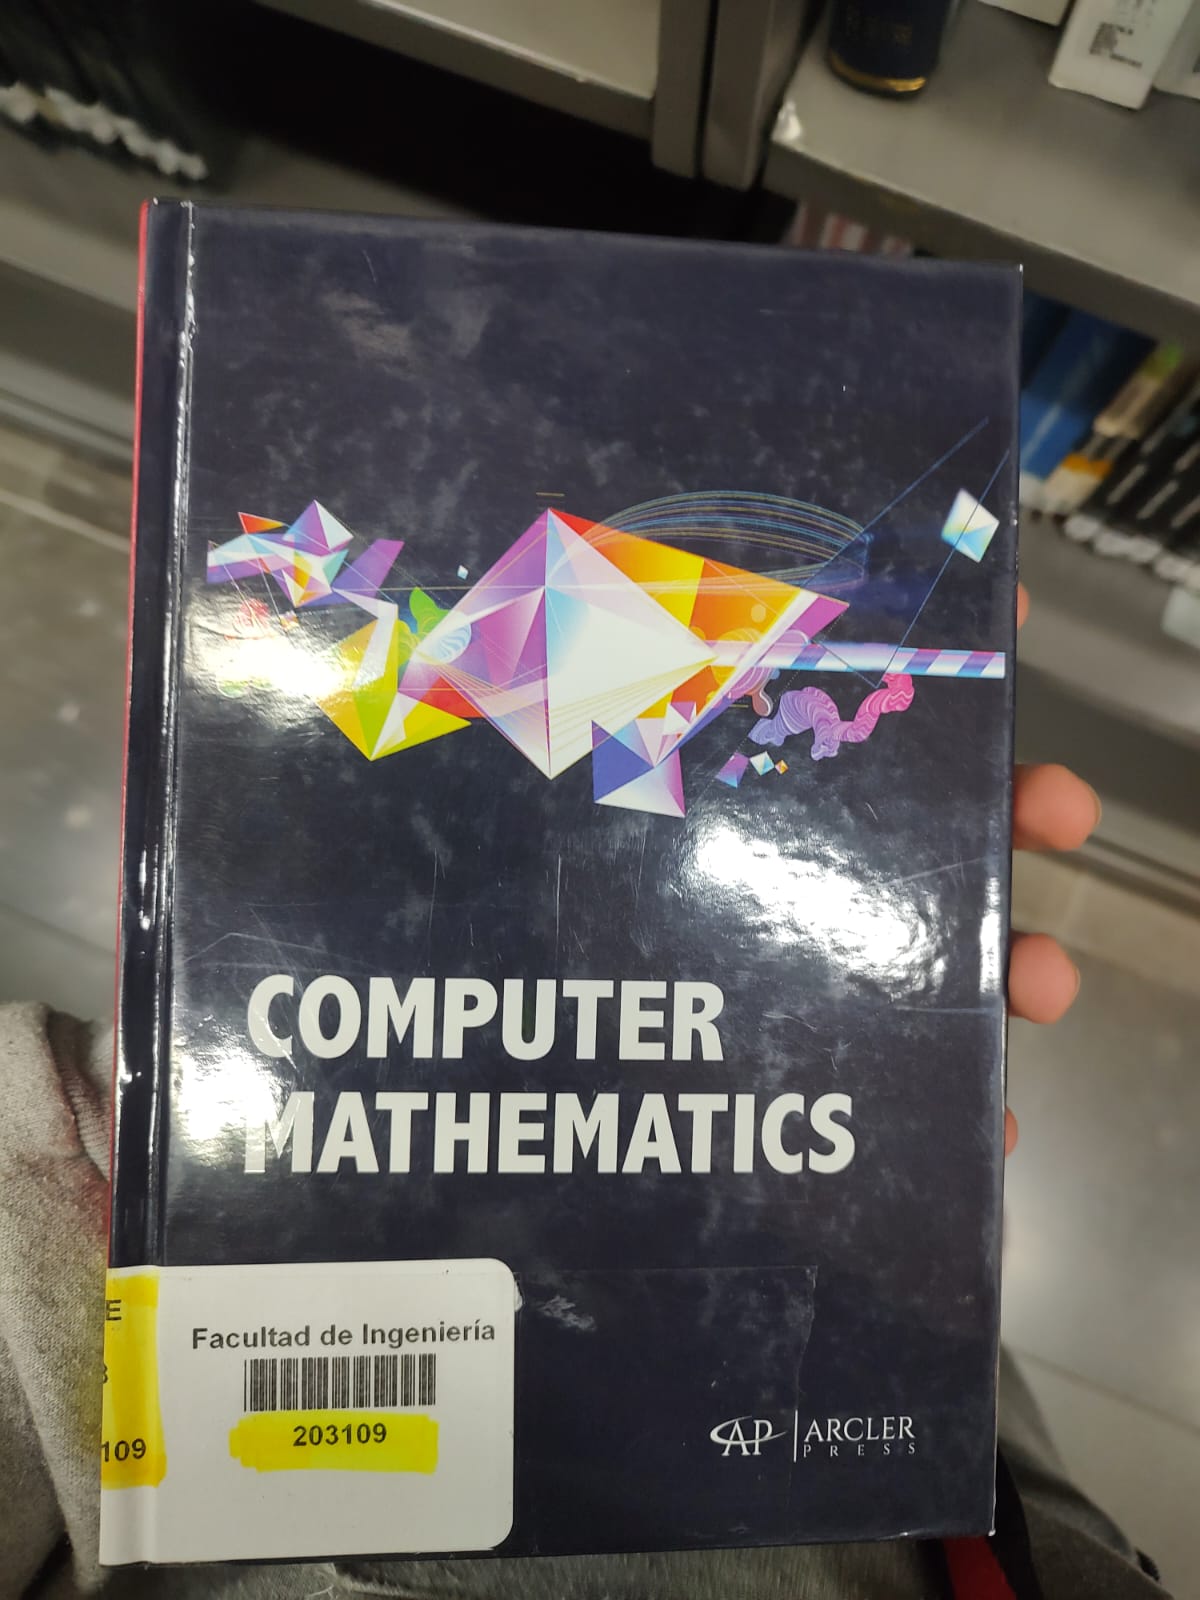 COMPUTER
MATHEMATICS
E
109
Facultad de Ingeniería
203109
AP
ARCLER
PRESS